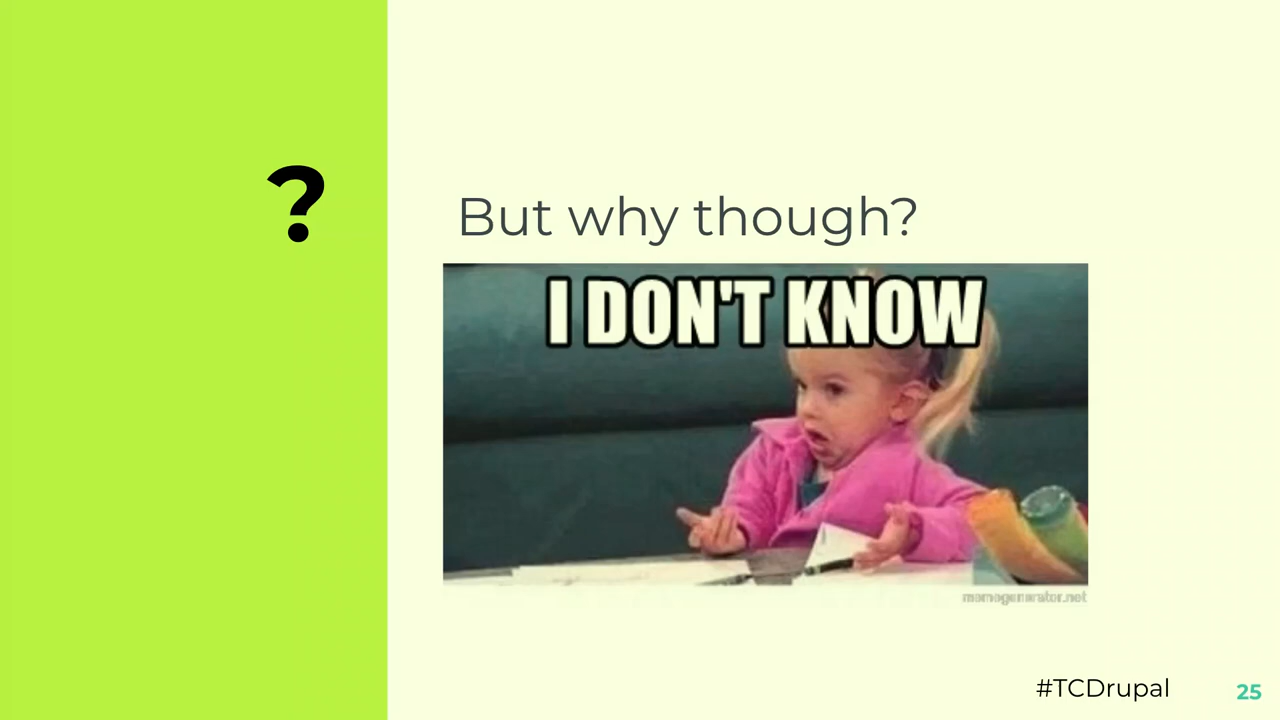 ?
But why though?
I DON'T KNOW
memegenerator.net
#TCDrupal
25